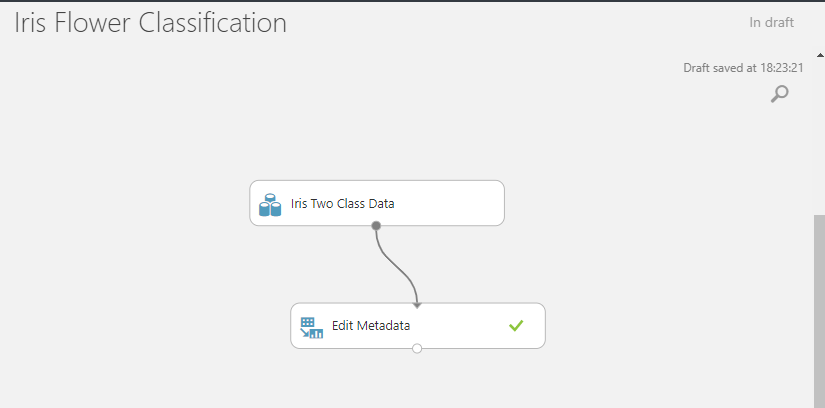 Iris Flower Classification
In draft
Draft saved at 18:23:21
Iris Two Class Data
Edit Metadata